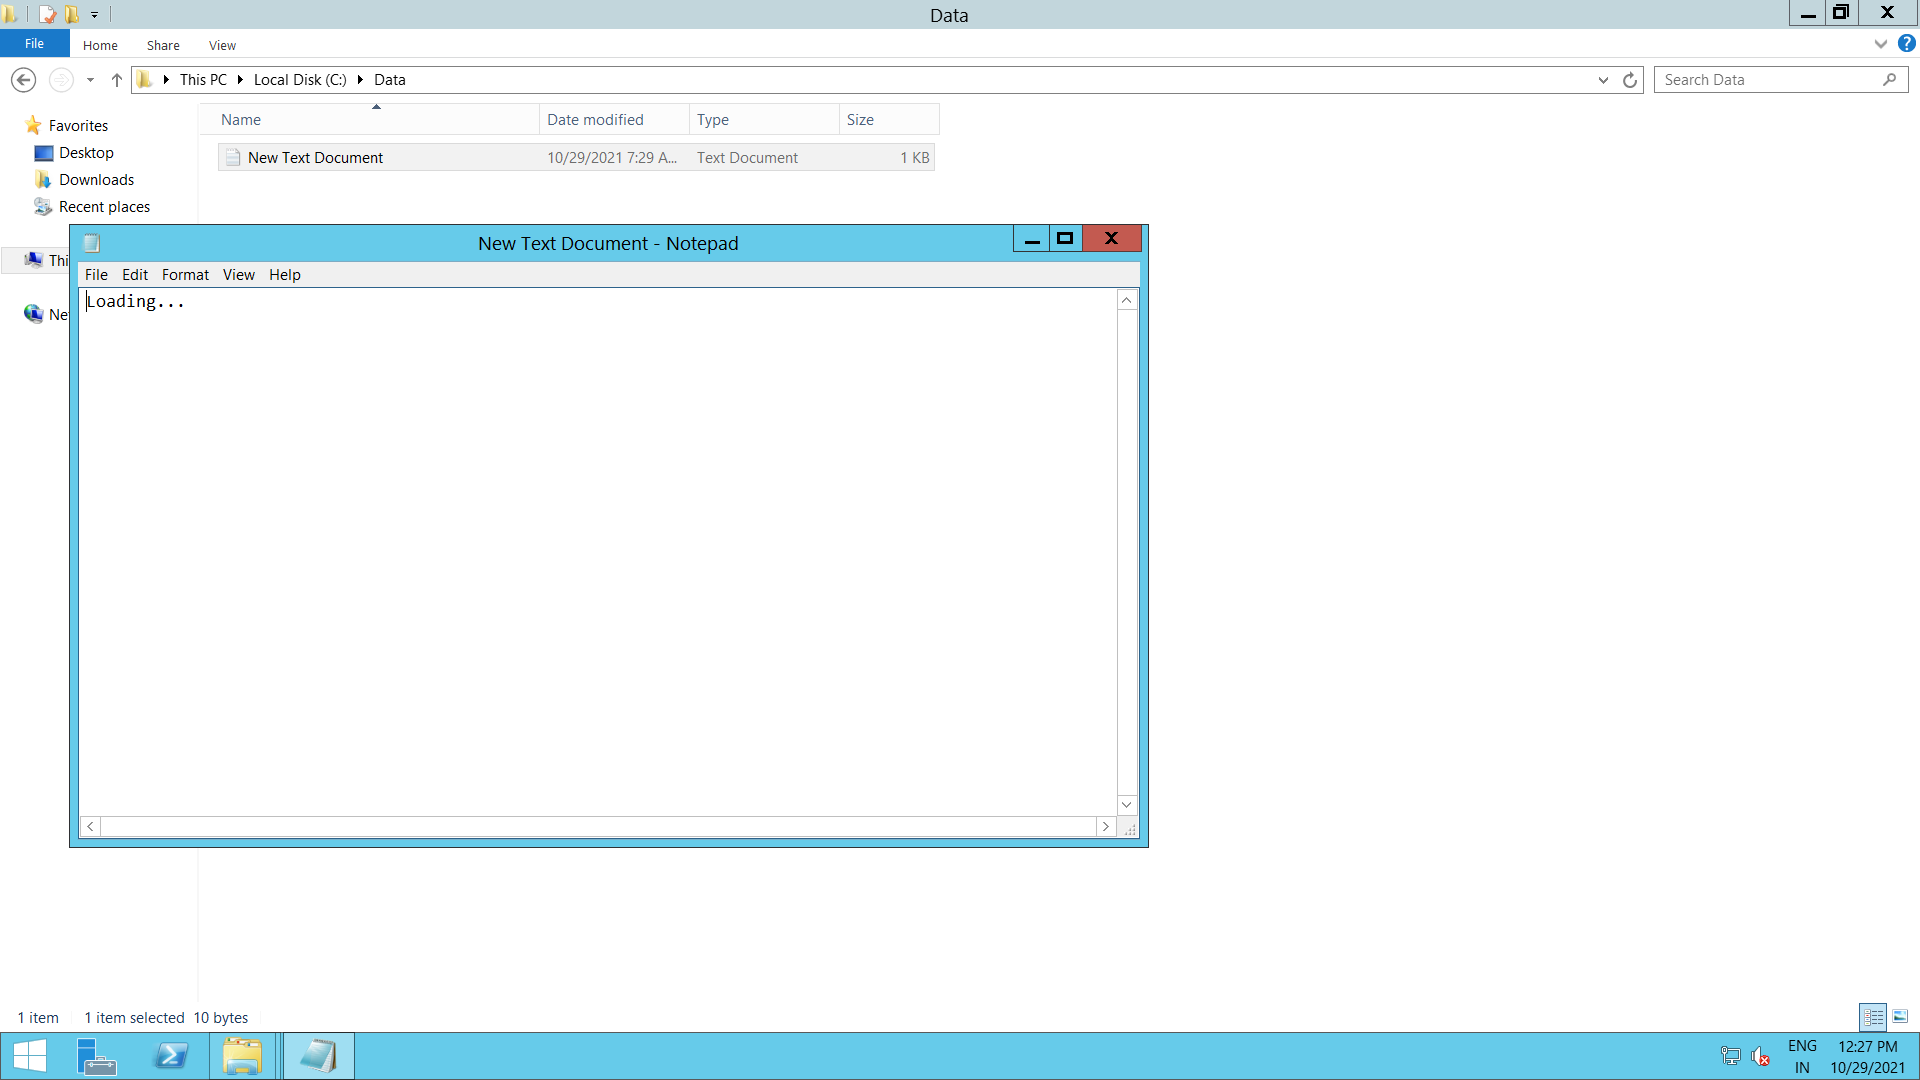 Data
File Home Share View
This PC Local Disk (C:) Data
Search Data
Favorites
Desktop
Downloads
Recent places
Name Date modified Type Size
New Text Document 10/29/2021 7:29 A... Text Document 1 KB
New Text Document - Notepad
File Edit Format View Help
Loading...
1 item 1 item selected 10 bytes
ENG 12:27 PM
IN 10/29/2021